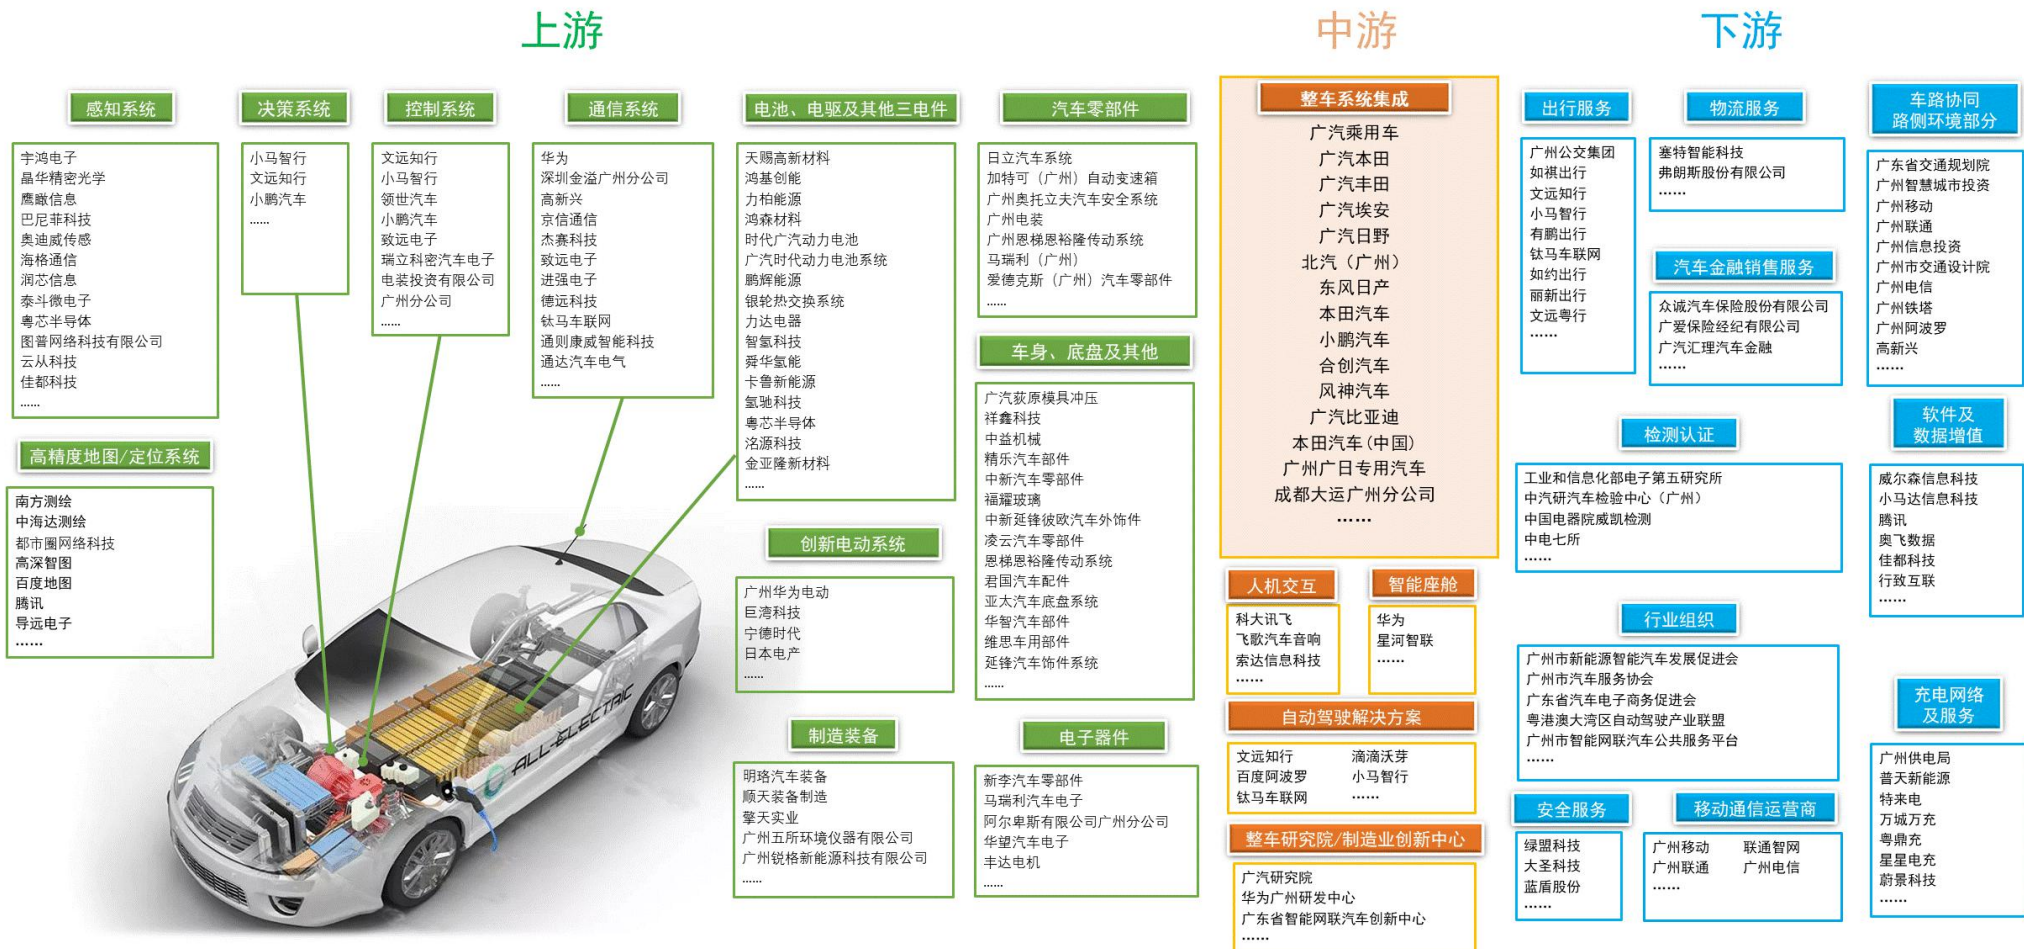 上游
中游
下游
感知系统
宇鸿电子
晶华精密光学
鹰瞰信息
巴尼菲科技
奥迪威传感
海格通信
润芯信息
泰斗微电子
粤芯半导体
图普网络科技有限公司
云从科技
佳都科技
......
高精度地图/定位系统
南方测绘
中海达测绘
都市圈网络科技
高深智图
百度地图
腾讯
导远电子
......
决策系统
小马智行
文远知行
小鹏汽车
......
控制系统
文远知行
小马智行
领世汽车
小鹏汽车
致远电子
瑞立科密汽车电子
电装投资有限公司
广州分公司
......
通信系统
华为
深圳金溢广州分公司
高新兴
京信通信
杰赛科技
致远电子
进强电子
德远科技
钛马车联网
通则康威智能科技
通达汽车电气
......
电池、电驱及其他三电件
天赐高新材料
鸿基创能
力柏能源
鸿森材料
时代广汽动力电池
广汽时代动力电池系统
鹏辉能源
银轮热交换系统
力达电器
智氢科技
舜华氢能
卡鲁新能源
氢驰科技
粤芯半导体
洺源科技
金亚隆新材料
......
创新电动系统
广州华为电动
巨湾科技
宁德时代
日本电产
......
制造装备
明珞汽车装备
顺天装备制造
擎天实业
广州五所环境仪器有限公司
广州锐格新能源科技有限公司
......
汽车零部件
日立汽车系统
加特可（广州）自动变速箱
广州奥托立夫汽车安全系统
广州电装
广州恩梯恩裕隆传动系统
马瑞利（广州）
爱德克斯（广州）汽车零部件
......
车身、底盘及其他
广汽荻原模具冲压
祥鑫科技
中益机械
精乐汽车部件
中新汽车零部件
福耀玻璃
中新延锋彼欧汽车外饰件
凌云汽车零部件
恩梯恩裕隆传动系统
君国汽车配件
亚太汽车底盘系统
华智汽车部件
维思车用部件
延锋汽车饰件系统
......
电子器件
新李汽车零部件
马瑞利汽车电子
阿尔卑斯有限公司广州分公司
华望汽车电子
丰达电机
......
ALL-ELECTRIC
整车系统集成
广汽乘用车
广汽本田
广汽丰田
广汽埃安
广汽日野
北汽（广州）
东风日产
本田汽车
小鹏汽车
合创汽车
风神汽车
广汽比亚迪
本田汽车(中国)
广州广日专用汽车
成都大运广州分公司
......
人机交互
科大讯飞
飞歌汽车音响
索达信息科技
......
智能座舱
华为
星河智联
......
自动驾驶解决方案
文远知行 滴滴沃芽
百度阿波罗 小马智行
钛马车联网 ......
整车研究院/制造业创新中心
广汽研究院
华为广州研发中心
广东省智能网联汽车创新中心
......
出行服务
广州公交集团
如祺出行
文远知行
小马智行
有鹏出行
钛马车联网
如约出行
丽新出行
文远粤行
......
物流服务
塞特智能科技
弗朗斯股份有限公司
......
汽车金融销售服务
众诚汽车保险股份有限公司
广爱保险经纪有限公司
广汽汇理汽车金融
......
检测认证
工业和信息化部电子第五研究所
中汽研汽车检验中心（广州）
中国电器院威凯检测
中电七所
......
行业组织
广州市新能源智能汽车发展促进会
广州市汽车服务协会
广东省汽车电子商务促进会
粤港澳大湾区自动驾驶产业联盟
广州市智能网联汽车公共服务平台
......
安全服务
绿盟科技
大圣科技
蓝盾股份
......
移动通信运营商
广州移动 联通智网
广州联通 广州电信
......
车路协同
路侧环境部分
广东省交通规划院
广州智慧城市投资
广州移动
广州联通
广州信息投资
广州市交通设计院
广州电信
广州铁塔
广州阿波罗
高新兴
......
软件及
数据增值
威尔森信息科技
小马达信息科技
腾讯
奥飞数据
佳都科技
行致互联
......
充电网络
及服务
广州供电局
普天新能源
特来电
万城万充
粤鼎充
星星电充
蔚景科技
......